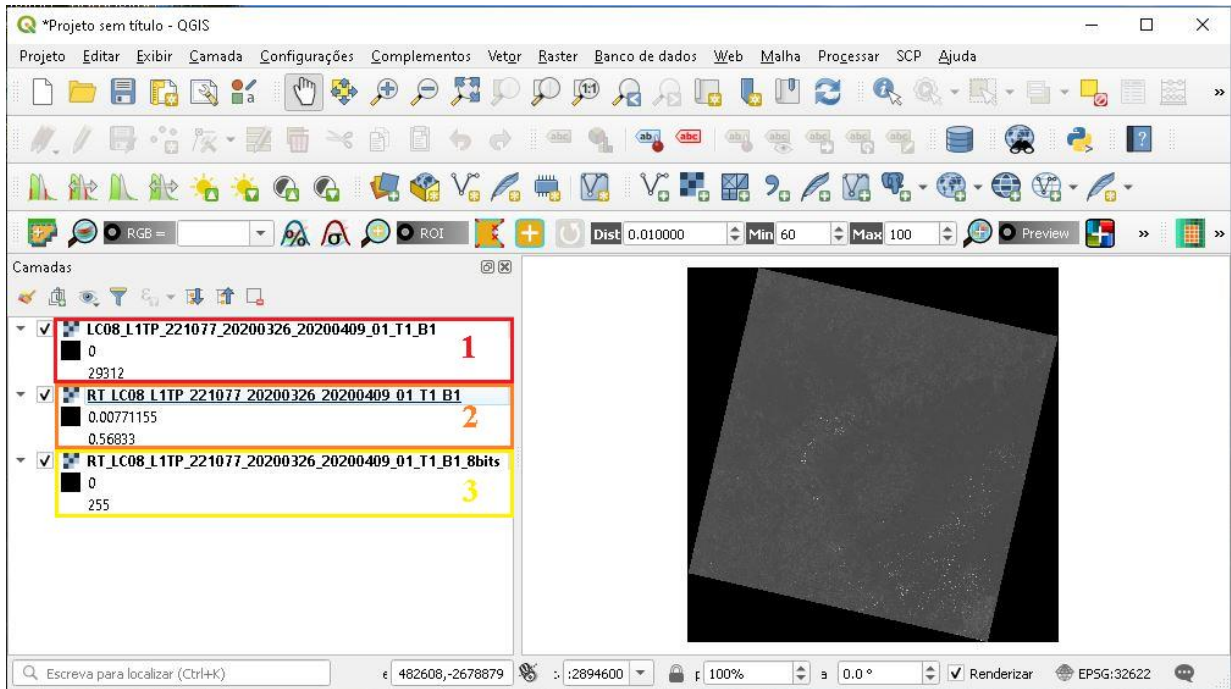 *Projeto sem título - QGIS
Projeto Editar Exibir Camada Configurações Complementos Vetor Raster Banco de dados Web Malha Processar SCP Ajuda
RGB = ROI Dist 0.010000 Min 60 Max 100 Preview
Camadas
LC08_L1TP_221077_20200326_20200409_01_T1_B1
0
29312
1
RT_LC08_L1TP_221077_20200326_20200409_01_T1_B1
0.00771155
0.56833
2
RT_LC08_L1TP_221077_20200326_20200409_01_T1_B1_8bits
0
255
3
Escreva para localizar (Ctrl+K) 482608,-2678879 :2894600 100% a 0.0 ° Renderizar EPSG:32622